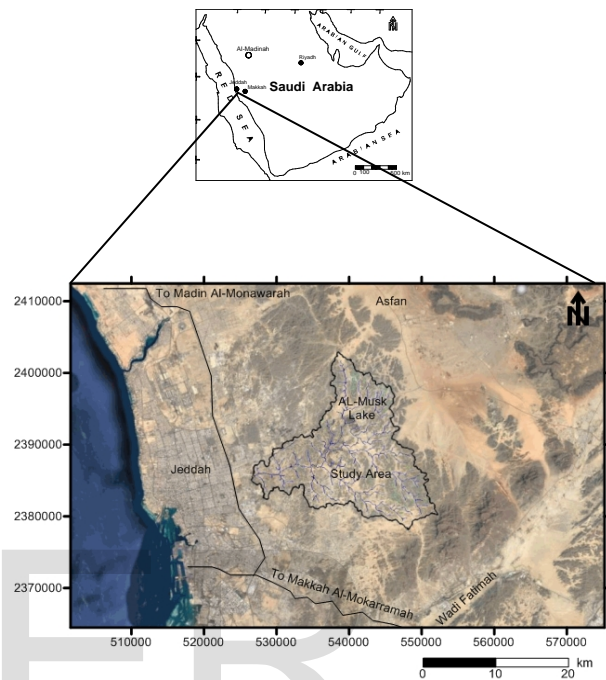 ARABIAN GULF
N
Al-Madinah
Riyadh
Jeddah
Makkah
Saudi Arabia
RED SEA
ARABIAN SEA
0 100 400 km
2410000
To Madin Al-Monawarah
Asfan
N
2400000
AL-Musk
Lake
2390000
Jeddah
Study Area
2380000
2370000
To Makkah Al-Mokarramah
Wadi Fatimah
510000 520000 530000 540000 550000 560000 570000
km
0 10 20